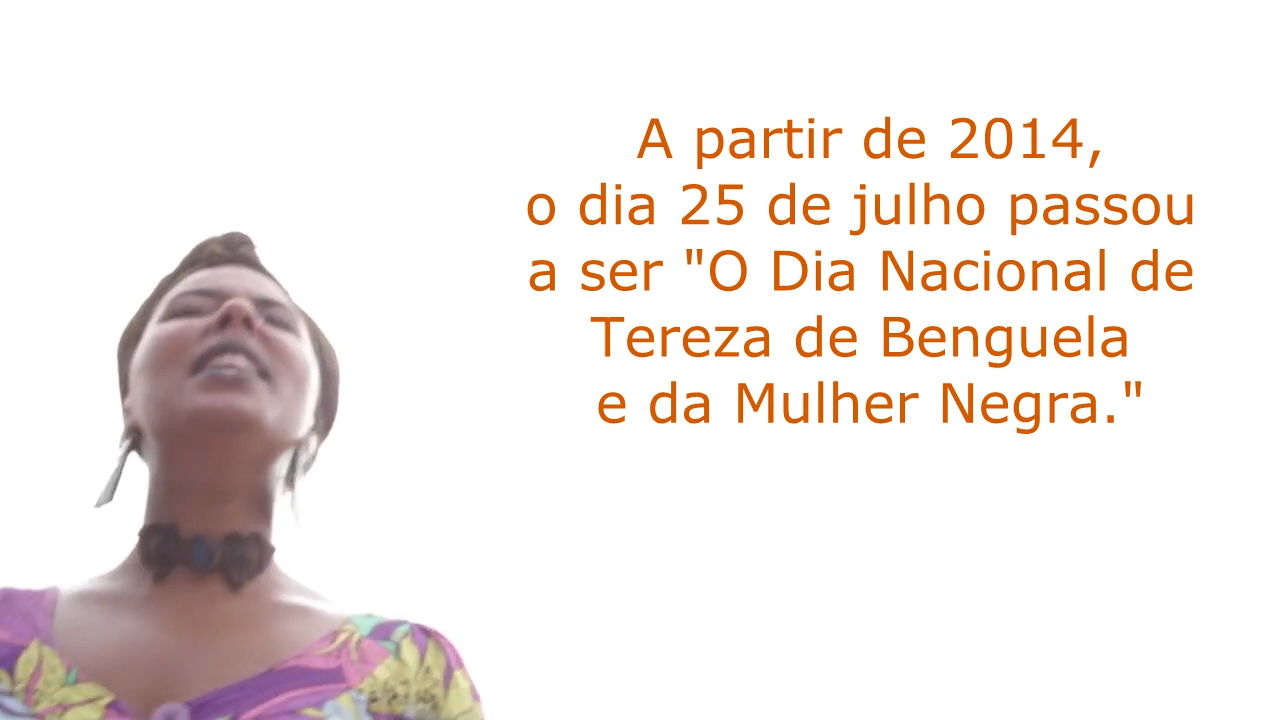 A partir de 2014,
o dia 25 de julho passou
a ser "O Dia Nacional de
Tereza de Benguela
e da Mulher Negra."